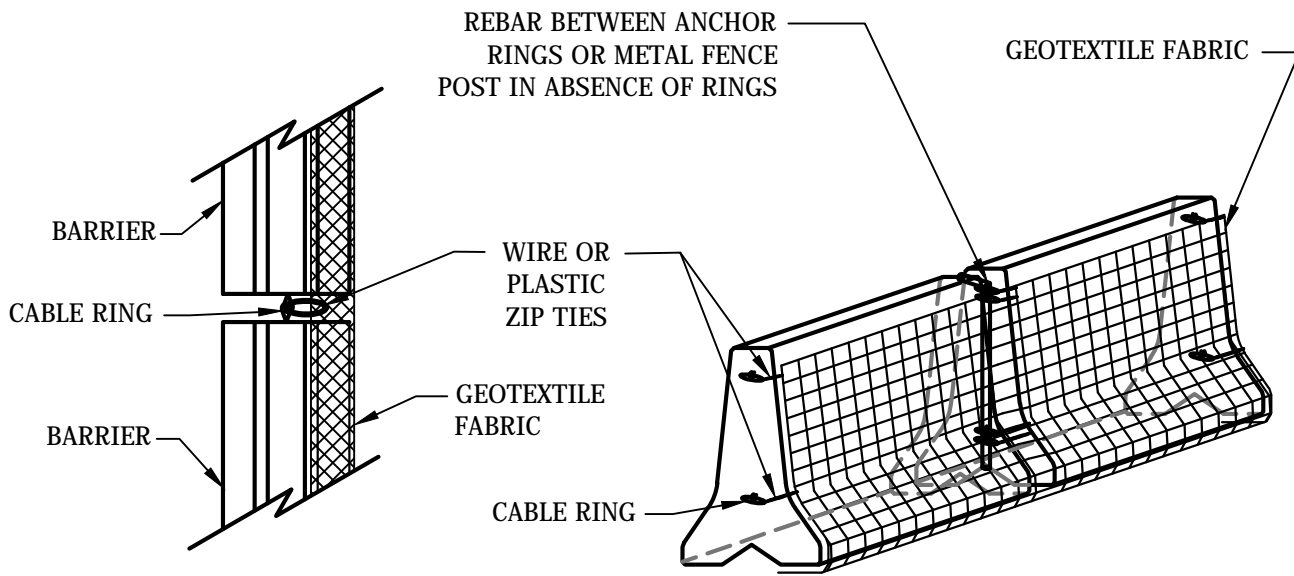 REBAR BETWEEN ANCHOR
RINGS OR METAL FENCE
POST IN ABSENCE OF RINGS
GEOTEXTILE FABRIC
BARRIER
WIRE OR
PLASTIC
ZIP TIES
CABLE RING
GEOTEXTILE
FABRIC
BARRIER
CABLE RING